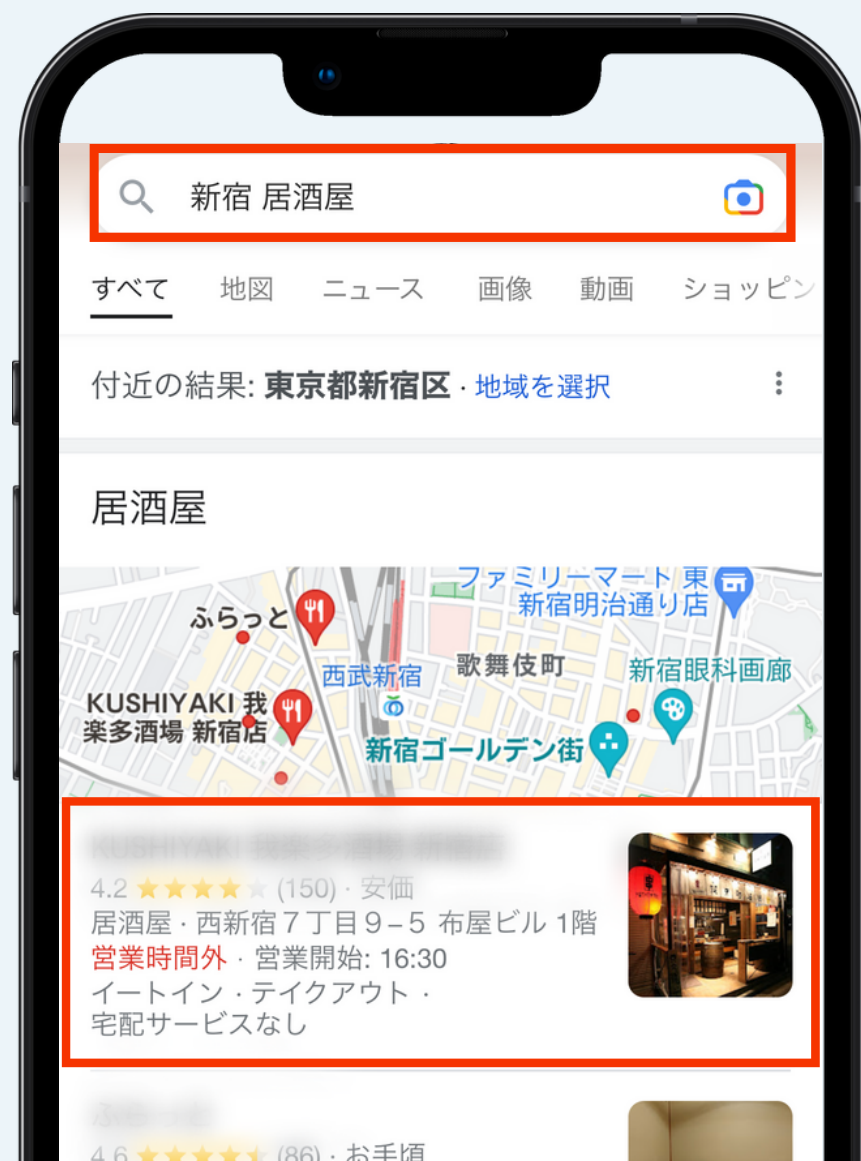 新宿 居酒屋
すべて 地図 ニュース 画像 動画 ショッピン
付近の結果: 東京都新宿区 · 地域を選択
居酒屋
ファミリーマート 東
新宿明治通り店
ふらっと
西武新宿
歌舞伎町
新宿眼科画廊
KUSHIYAKI 我
楽多酒場 新宿店
新宿ゴールデン街
4.2 (150) · 安価
居酒屋 · 西新宿7丁目9−5 布屋ビル 1階
営業時間外 · 営業開始: 16:30
イートイン · テイクアウト ·
宅配サービスなし
4.6 (86) · お手頃